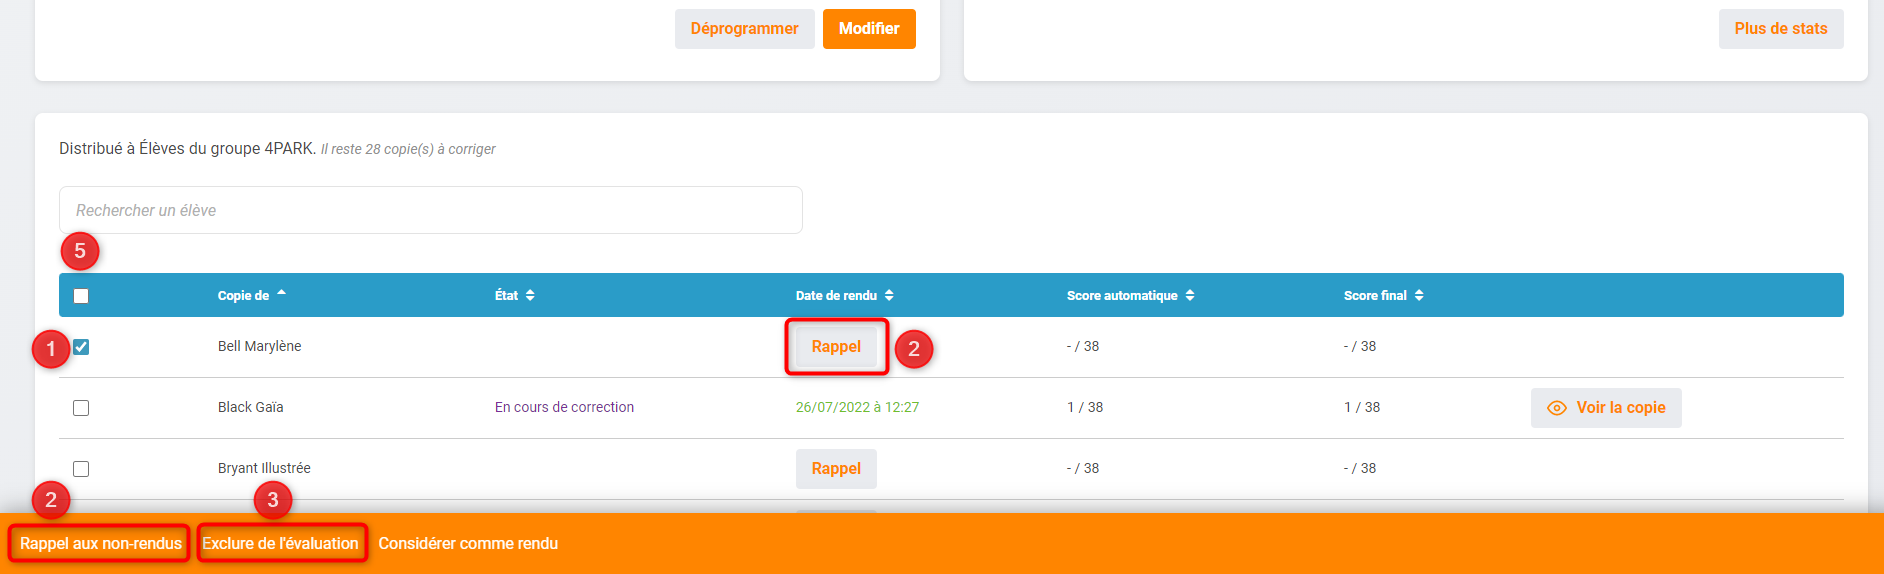 Déprogrammer Modifier Plus de stats
Distribué à Élèves du groupe 4PARK. Il reste 28 copie(s) à corriger
Rechercher un élève
5
Copie de État Date de rendu Score automatique Score final
1 Bell Marylène Rappel 2 - / 38 - / 38
Black Gaïa En cours de correction 26/07/2022 à 12:27 1 / 38 1 / 38 Voir la copie
Bryant Illustrée Rappel - / 38 - / 38
2 3
Rappel aux non-rendus Exclure de l'évaluation Considérer comme rendu